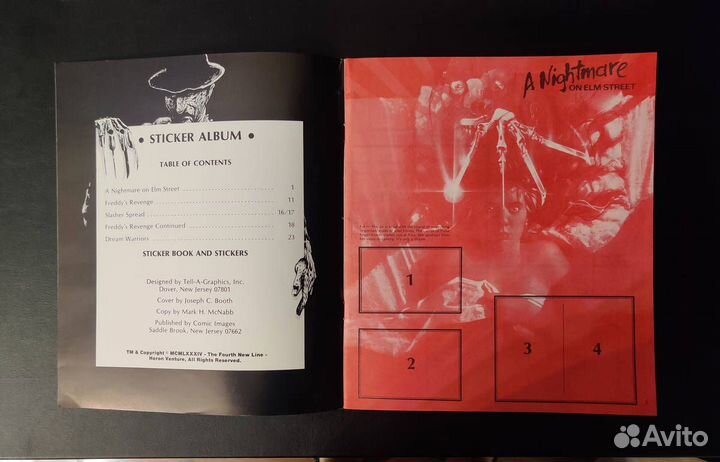 • STICKER ALBUM •
TABLE OF CONTENTS
A Nightmare on Elm Street 1
Freddy's Revenge 11
Slasher Spread 16/17
Freddy's Revenge Continued 18
Dream Warriors 23
STICKER BOOK AND STICKERS
Designed by Tell-A-Graphics, Inc.
Dover, New Jersey 07801
Cover by Joseph C. Booth
Copy by Mark H. McNabb
Published by Comic Images
Saddle Brook, New Jersey 07662
TM & Copyright © MCMLXXXIV - The Fourth New Line -
Heron Venture, All Rights Reserved.
A Nightmare
ON ELM STREET
1
2
3
4
Avito